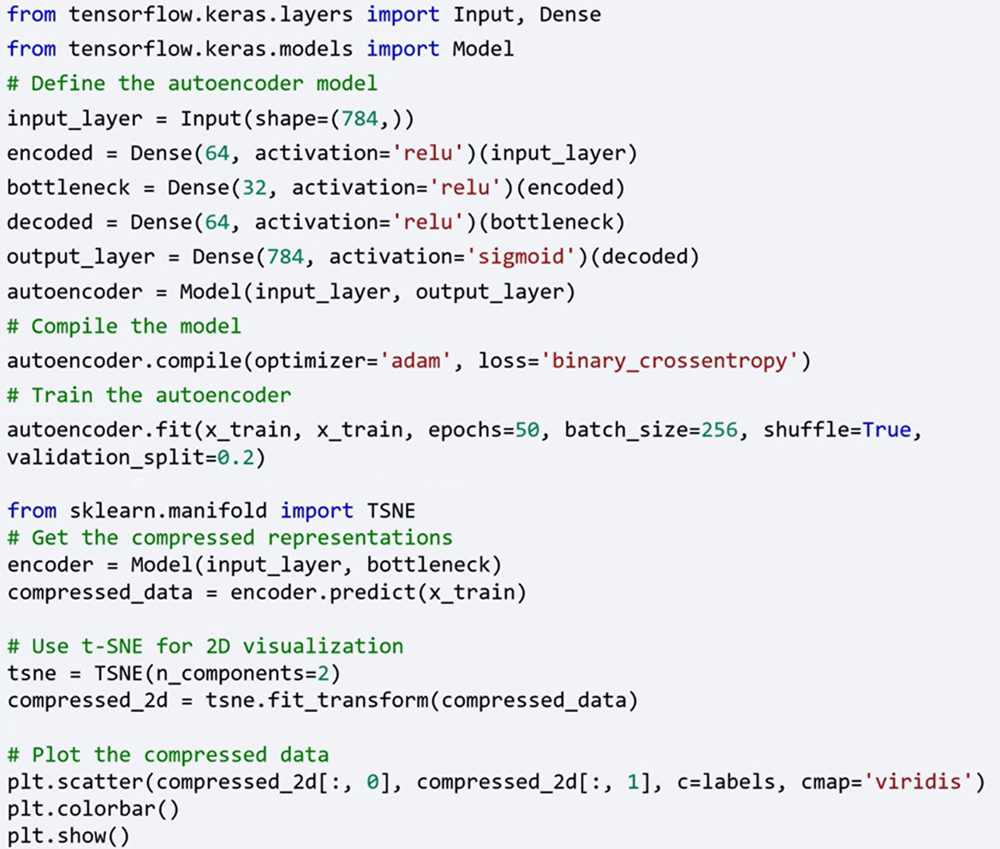 from tensorflow.keras.layers import Input, Dense
from tensorflow.keras.models import Model
# Define the autoencoder model
input_layer = Input(shape=(784,))
encoded = Dense(64, activation='relu')(input_layer)
bottleneck = Dense(32, activation='relu')(encoded)
decoded = Dense(64, activation='relu')(bottleneck)
output_layer = Dense(784, activation='sigmoid')(decoded)
autoencoder = Model(input_layer, output_layer)
# Compile the model
autoencoder.compile(optimizer='adam', loss='binary_crossentropy')
# Train the autoencoder
autoencoder.fit(x_train, x_train, epochs=50, batch_size=256, shuffle=True,
validation_split=0.2)
from sklearn.manifold import TSNE
# Get the compressed representations
encoder = Model(input_layer, bottleneck)
compressed_data = encoder.predict(x_train)
# Use t-SNE for 2D visualization
tsne = TSNE(n_components=2)
compressed_2d = tsne.fit_transform(compressed_data)
# Plot the compressed data
plt.scatter(compressed_2d[:, 0], compressed_2d[:, 1], c=labels, cmap='viridis')
plt.colorbar()
plt.show()